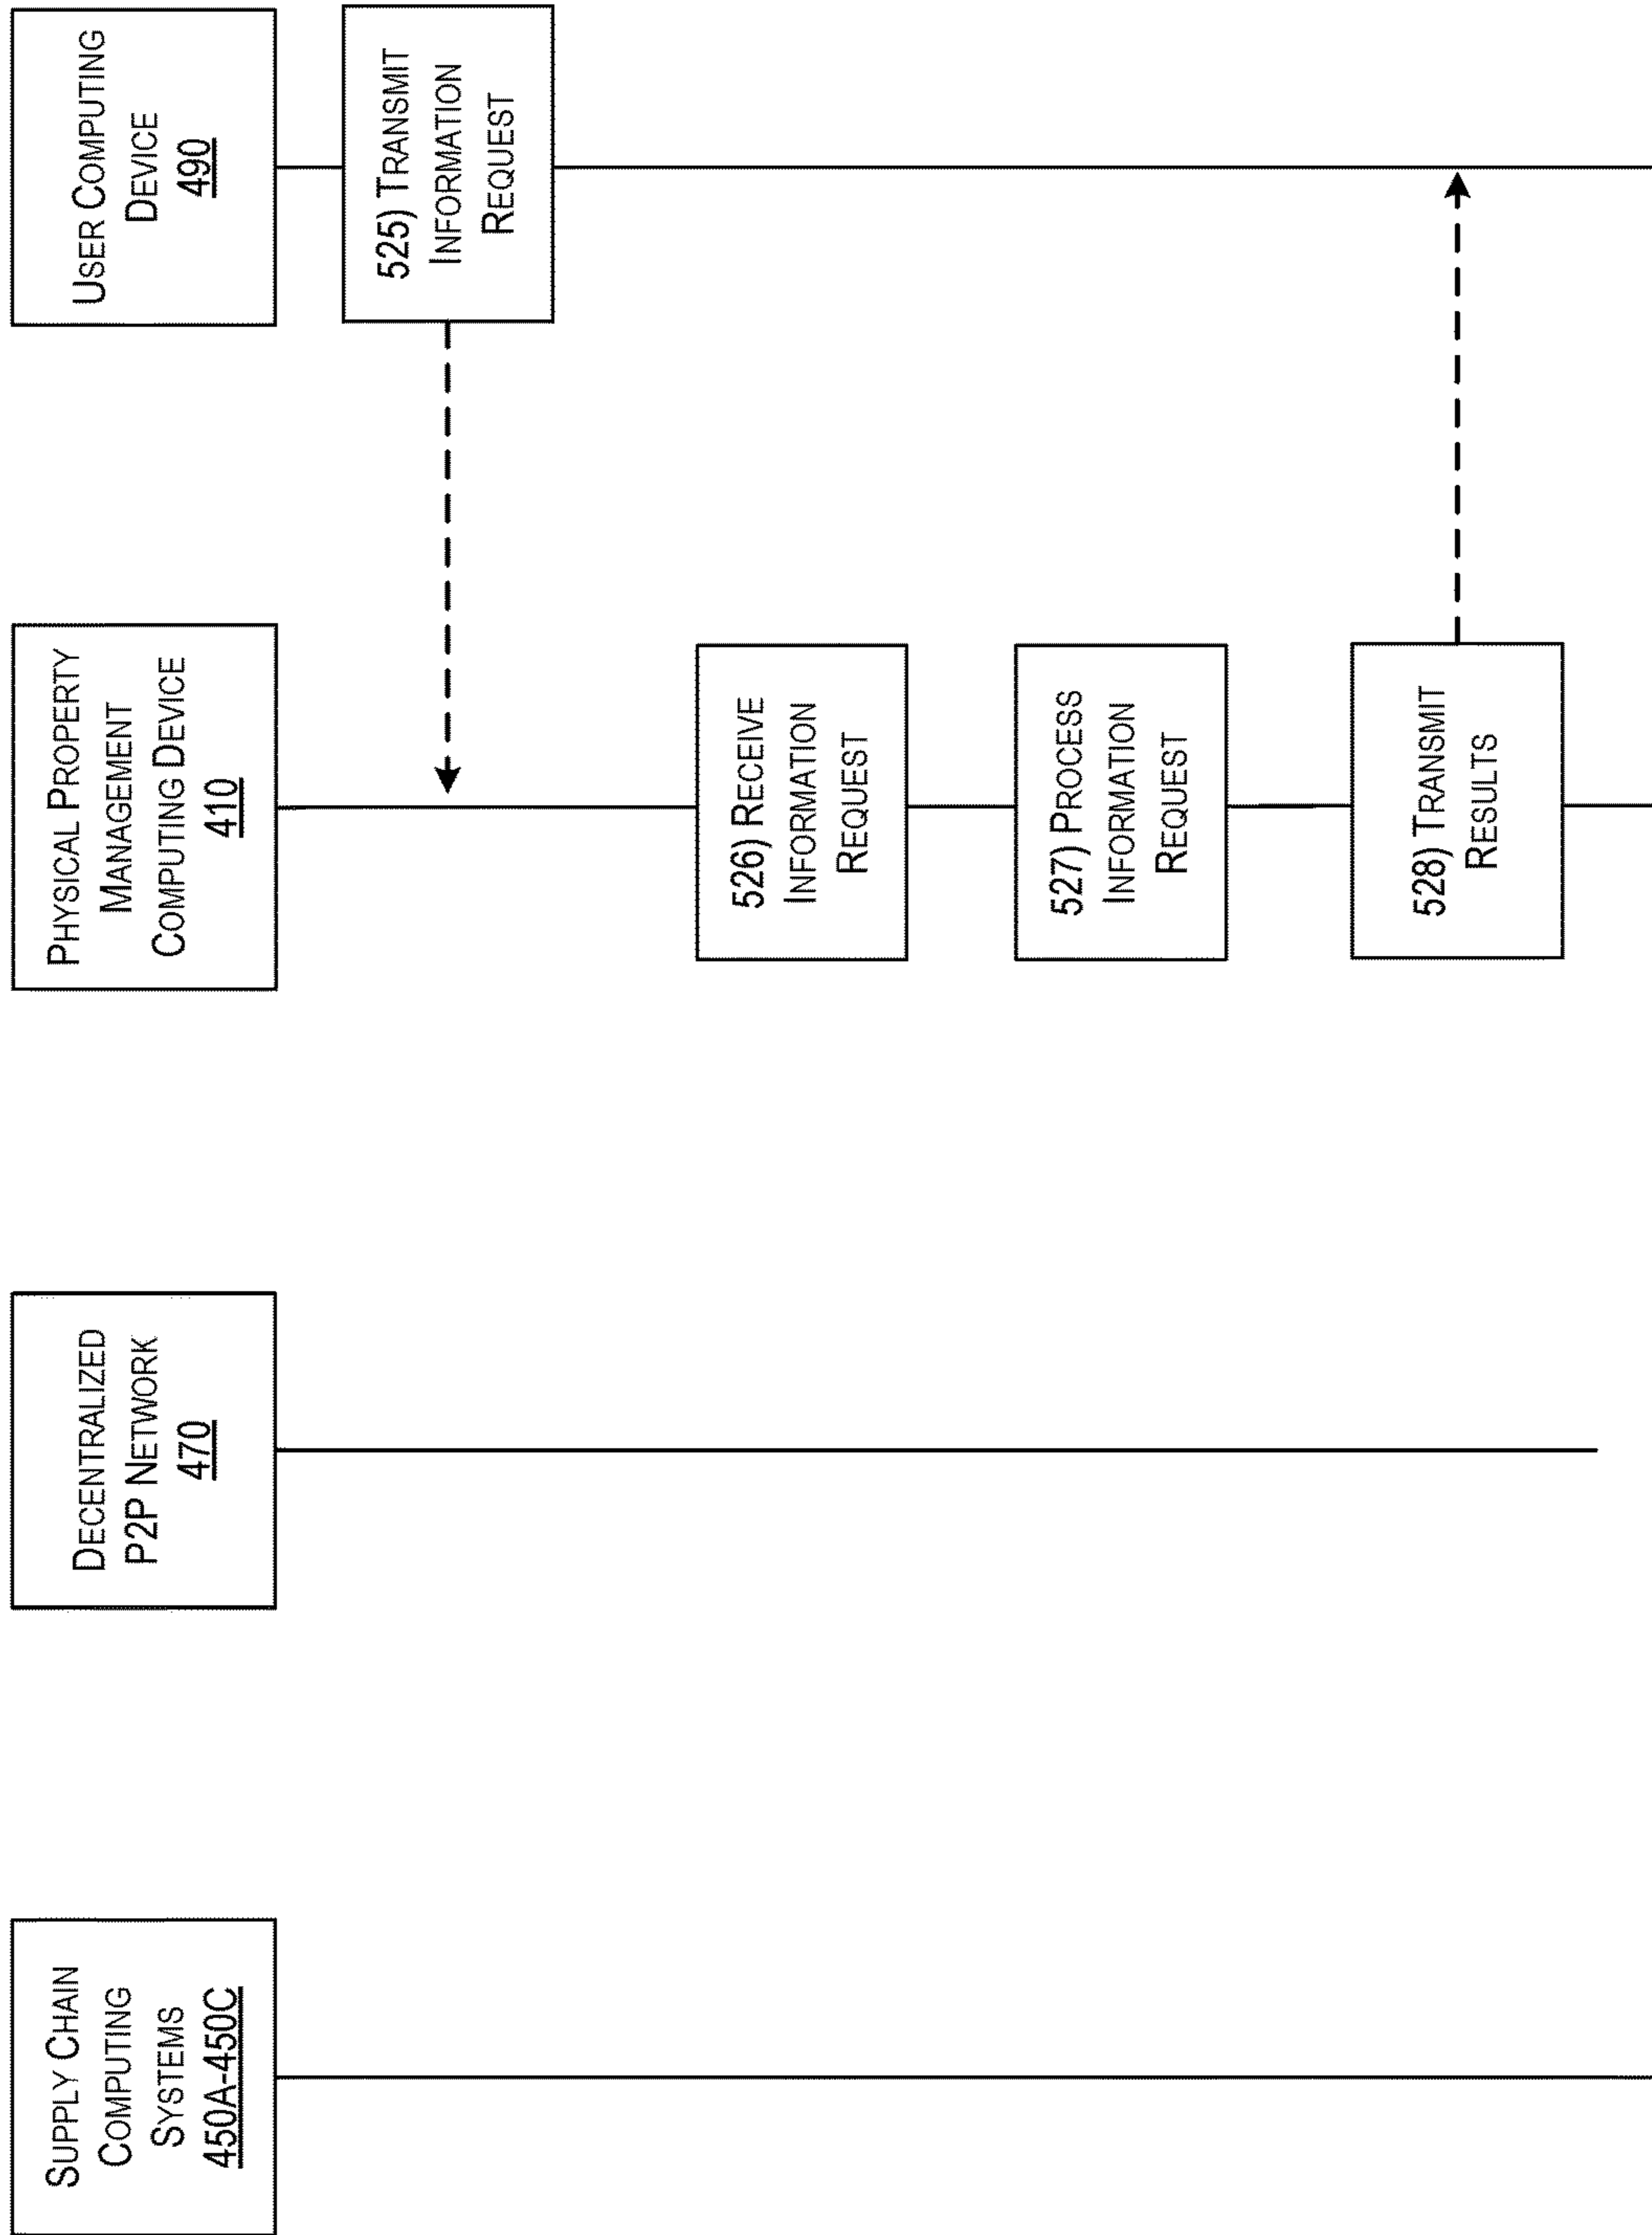 SUPPLY CHAIN
COMPUTING
SYSTEMS
450A-450C
DECENTRALIZED
P2P NETWORK
470
PHYSICAL PROPERTY
MANAGEMENT
COMPUTING DEVICE
410
USER COMPUTING
DEVICE
490
525) TRANSMIT
INFORMATION
REQUEST
526) RECEIVE
INFORMATION
REQUEST
527) PROCESS
INFORMATION
REQUEST
528) TRANSMIT
RESULTS